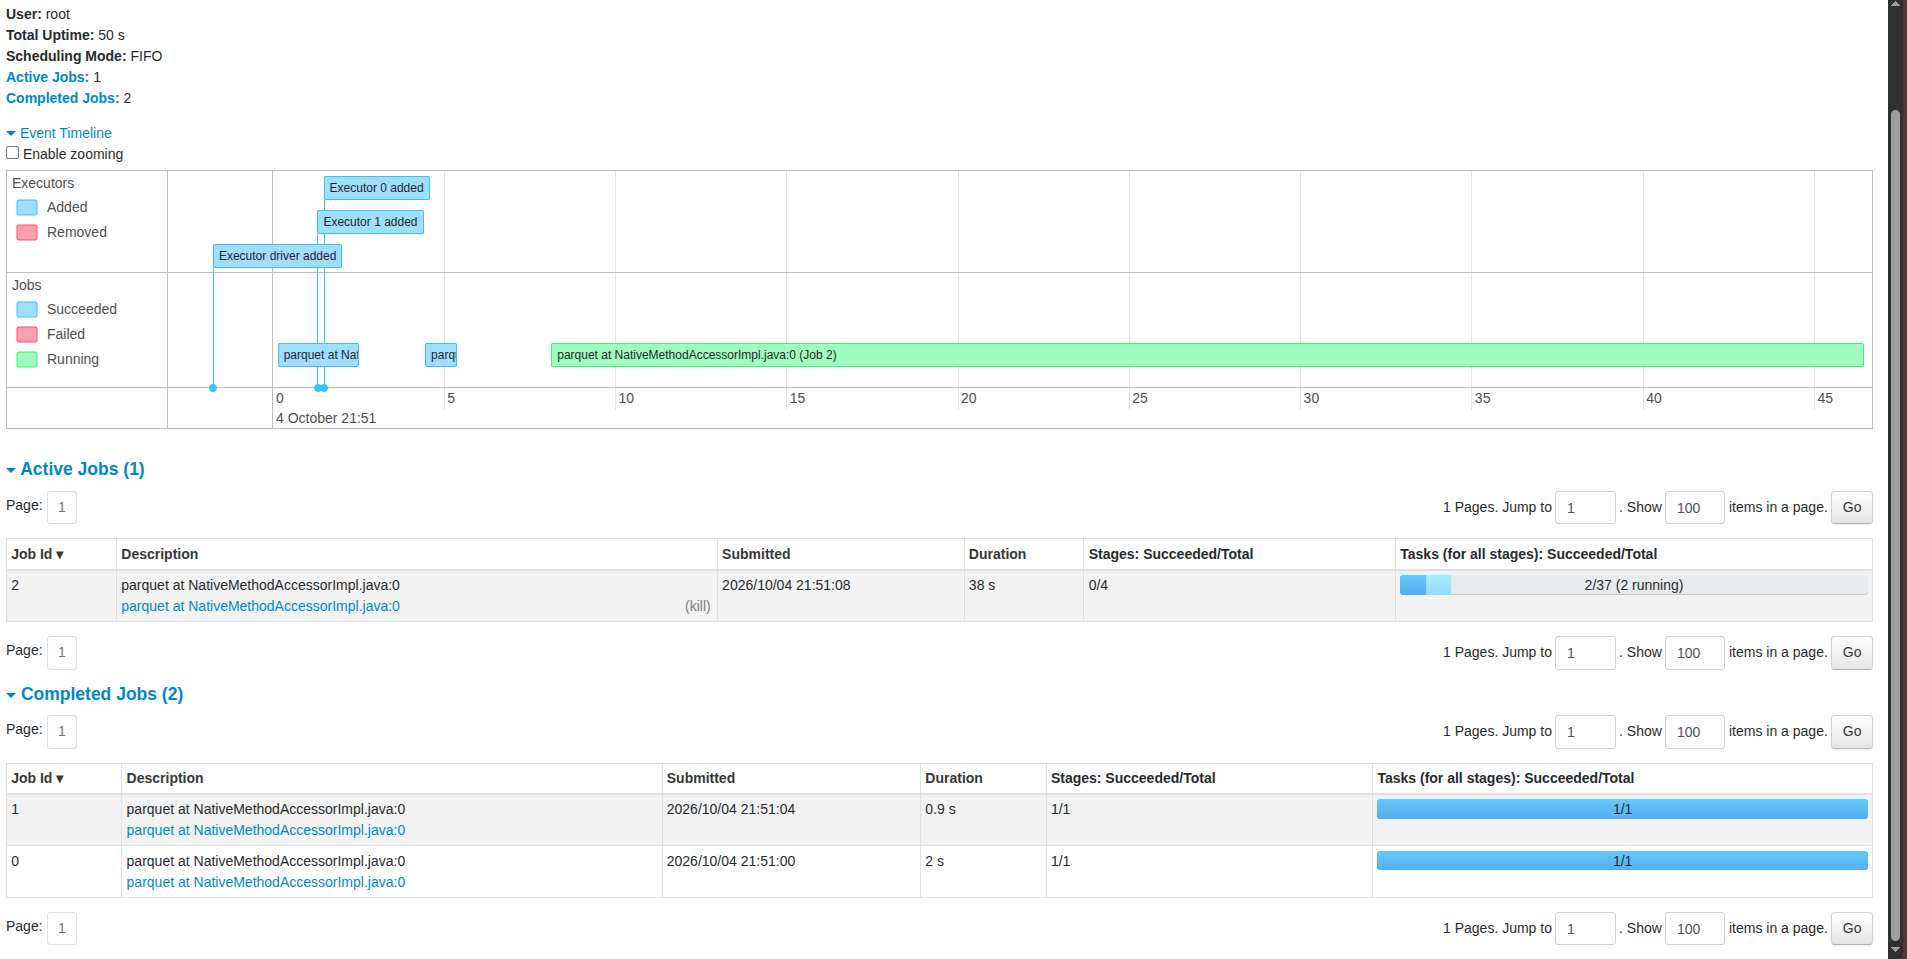 User: root
Total Uptime: 50 s
Scheduling Mode: FIFO
Active Jobs: 1
Completed Jobs: 2
Event Timeline
Enable zooming
Executors
Added
Removed
Executor 0 added
Executor 1 added
Executor driver added
Jobs
Succeeded
Failed
Running
parquet at Nat
parq
parquet at NativeMethodAccessorImpl.java:0 (Job 2)
0 5 10 15 20 25 30 35 40 45
4 October 21:51
Active Jobs (1)
Page: 1 1 Pages. Jump to 1 . Show 100 items in a page. Go
Job Id ▾ Description Submitted Duration Stages: Succeeded/Total Tasks (for all stages): Succeeded/Total
2 parquet at NativeMethodAccessorImpl.java:0 2026/10/04 21:51:08 38 s 0/4 2/37 (2 running)
parquet at NativeMethodAccessorImpl.java:0 (kill)
Page: 1 1 Pages. Jump to 1 . Show 100 items in a page. Go
Completed Jobs (2)
Page: 1 1 Pages. Jump to 1 . Show 100 items in a page. Go
Job Id ▾ Description Submitted Duration Stages: Succeeded/Total Tasks (for all stages): Succeeded/Total
1 parquet at NativeMethodAccessorImpl.java:0 2026/10/04 21:51:04 0.9 s 1/1 1/1
parquet at NativeMethodAccessorImpl.java:0
0 parquet at NativeMethodAccessorImpl.java:0 2026/10/04 21:51:00 2 s 1/1 1/1
parquet at NativeMethodAccessorImpl.java:0
Page: 1 1 Pages. Jump to 1 . Show 100 items in a page. Go